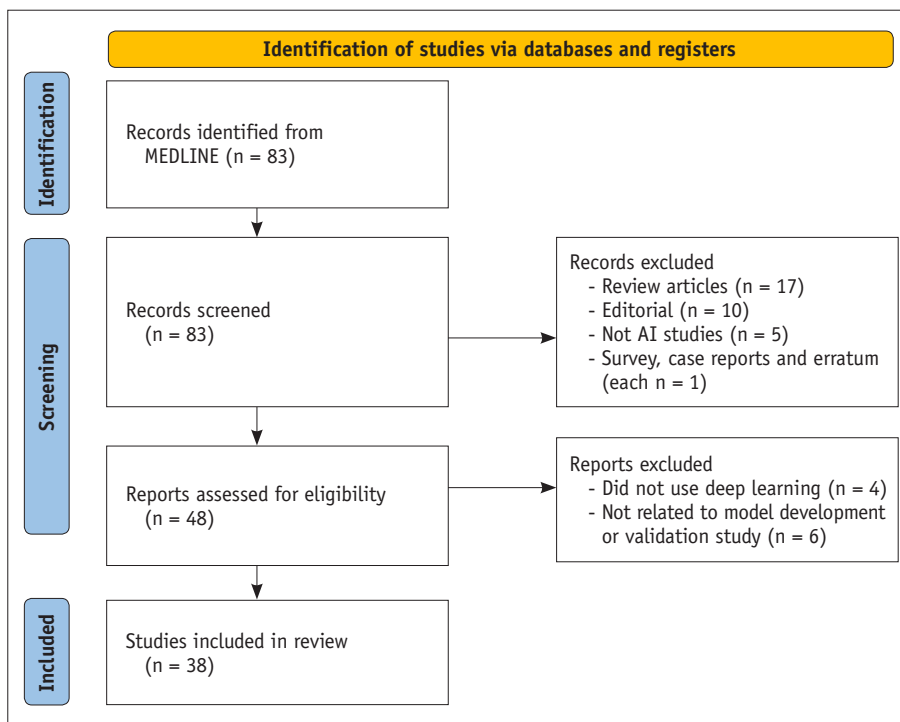 Identification of studies via databases and registers
Identification
Records identified from
MEDLINE (n = 83)
Screening
Records screened
(n = 83)
Records excluded
- Review articles (n = 17)
- Editorial (n = 10)
- Not AI studies (n = 5)
- Survey, case reports and erratum
(each n = 1)
Reports assessed for eligibility
(n = 48)
Reports excluded
- Did not use deep learning (n = 4)
- Not related to model development
or validation study (n = 6)
Included
Studies included in review
(n = 38)